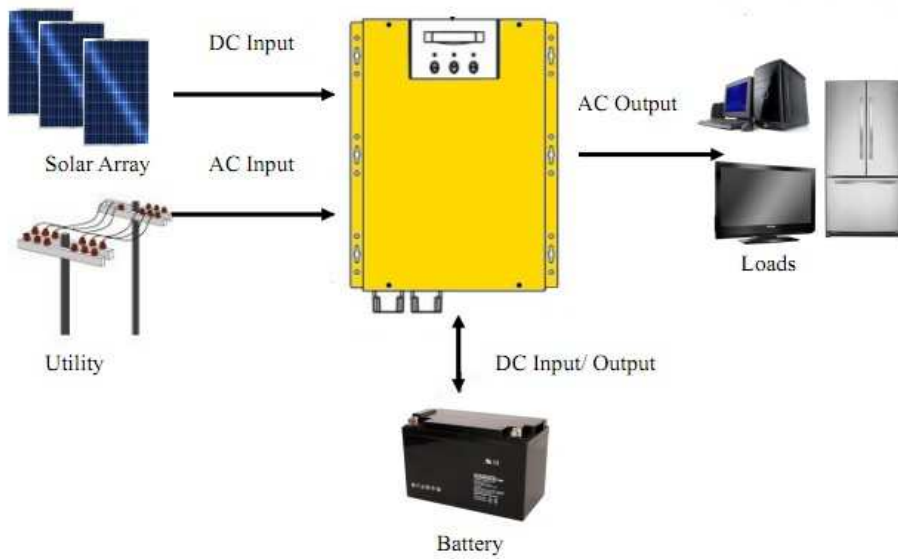 DC Input
AC Output
Solar Array
AC Input
Loads
Utility
DC Input/ Output
Battery